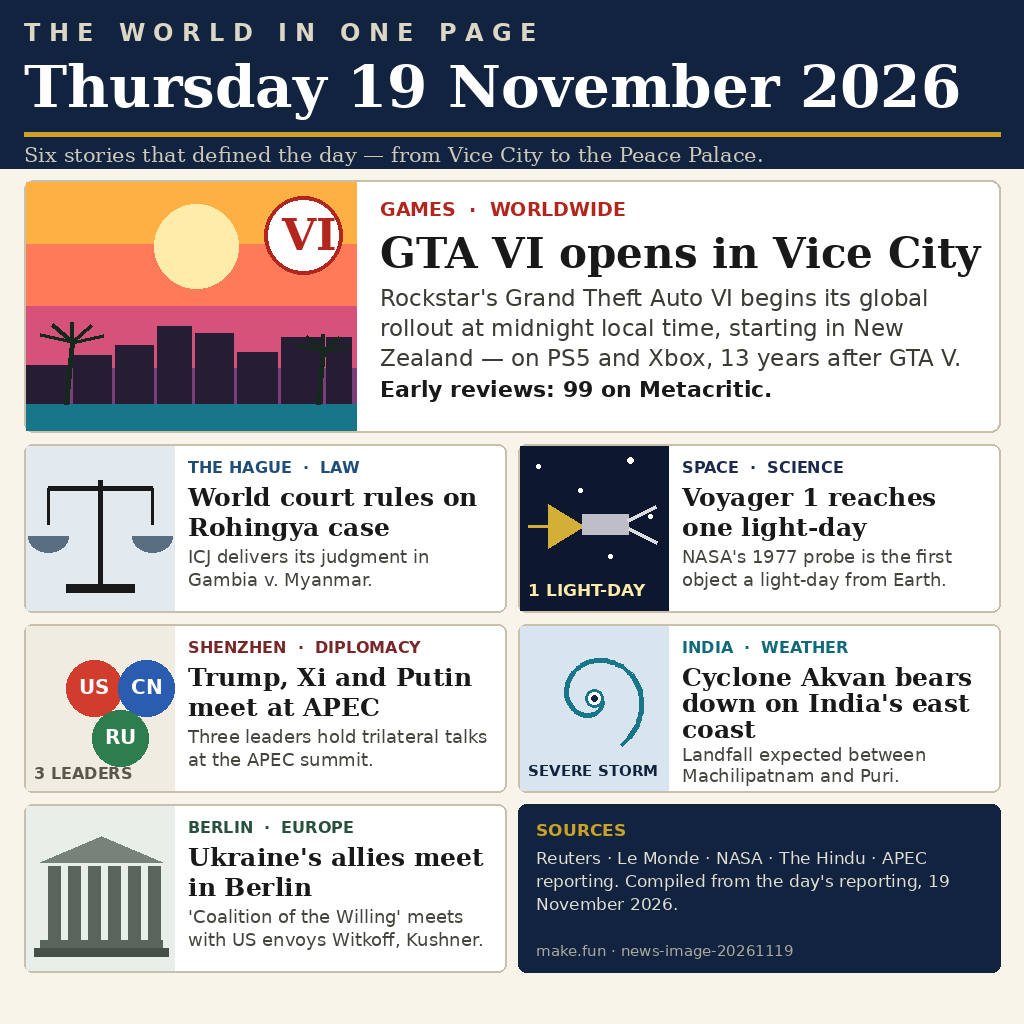 THE WORLD IN ONE PAGE
Thursday 19 November 2026
Six stories that defined the day — from Vice City to the Peace Palace.
VI
GAMES · WORLDWIDE
GTA VI opens in Vice City
Rockstar's Grand Theft Auto VI begins its global
rollout at midnight local time, starting in New
Zealand — on PS5 and Xbox, 13 years after GTA V.
Early reviews: 99 on Metacritic.
THE HAGUE · LAW
World court rules on
Rohingya case
ICJ delivers its judgment in
Gambia v. Myanmar.
SPACE · SCIENCE
Voyager 1 reaches
one light-day
NASA's 1977 probe is the first
object a light-day from Earth.
1 LIGHT-DAY
SHENZHEN · DIPLOMACY
Trump, Xi and Putin
meet at APEC
Three leaders hold trilateral talks
at the APEC summit.
US
CN
RU
3 LEADERS
INDIA · WEATHER
Cyclone Akvan bears
down on India's east
coast
Landfall expected between
Machilipatnam and Puri.
SEVERE STORM
BERLIN · EUROPE
Ukraine's allies meet
in Berlin
'Coalition of the Willing' meets
with US envoys Witkoff, Kushner.
SOURCES
Reuters · Le Monde · NASA · The Hindu · APEC
reporting. Compiled from the day's reporting, 19
November 2026.
make.fun · news-image-20261119